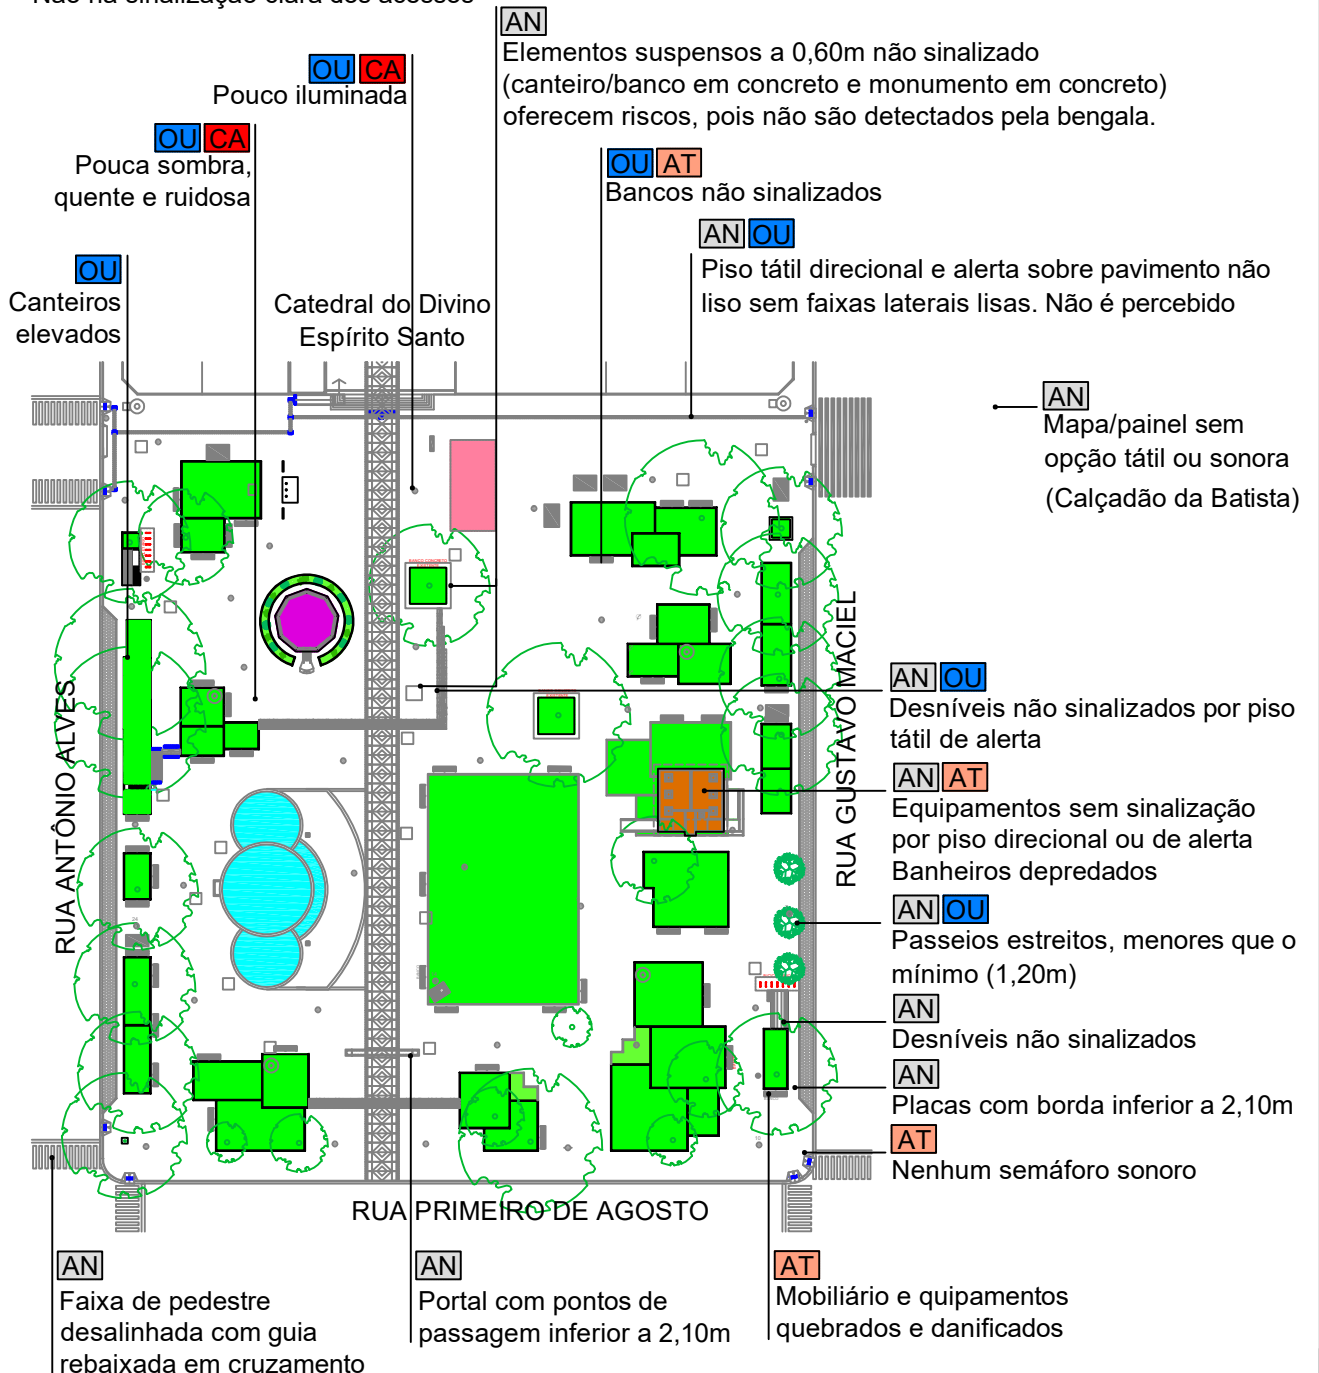 Não há sinalização clara dos acessos
AN
Elementos suspensos a 0,60m não sinalizado
(canteiro/banco em concreto e monumento em concreto)
oferecem riscos, pois não são detectados pela bengala.
OU CA
Pouco iluminada
OU CA
Pouca sombra,
quente e ruidosa
OU AT
Bancos não sinalizados
AN OU
Piso tátil direcional e alerta sobre pavimento não
liso sem faixas laterais lisas. Não é percebido
OU
Canteiros
elevados
Catedral do Divino
Espírito Santo
AN
Mapa/painel sem
opção tátil ou sonora
(Calçadão da Batista)
RUA ANTÔNIO ALVES
RUA GUSTAVO MACIEL
AN OU
Desníveis não sinalizados por piso
tátil de alerta
AN AT
Equipamentos sem sinalização
por piso direcional ou de alerta
Banheiros depredados
AN OU
Passeios estreitos, menores que o
mínimo (1,20m)
AN
Desníveis não sinalizados
AN
Placas com borda inferior a 2,10m
AT
Nenhum semáforo sonoro
RUA PRIMEIRO DE AGOSTO
AN
Faixa de pedestre
desalinhada com guia
rebaixada em cruzamento
AN
Portal com pontos de
passagem inferior a 2,10m
AT
Mobiliário e quipamentos
quebrados e danificados